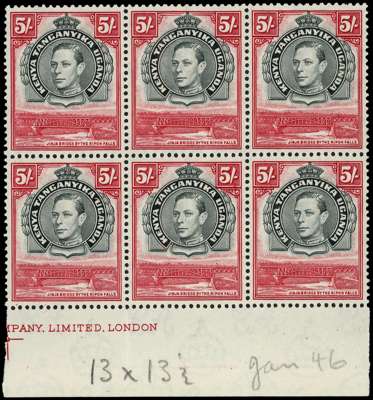 5/- 5/- 5/- 5/- 5/- 5/-
KENYA TANGANYIKA UGANDA KENYA TANGANYIKA UGANDA KENYA TANGANYIKA UGANDA
JINJA BRIDGE BY THE RIPON FALLS JINJA BRIDGE BY THE RIPON FALLS JINJA BRIDGE BY THE RIPON FALLS
5/- 5/- 5/- 5/- 5/- 5/-
KENYA TANGANYIKA UGANDA KENYA TANGANYIKA UGANDA KENYA TANGANYIKA UGANDA
JINJA BRIDGE BY THE RIPON FALLS JINJA BRIDGE BY THE RIPON FALLS JINJA BRIDGE BY THE RIPON FALLS
MPANY, LIMITED, LONDON
13 x 13½ Jan 46